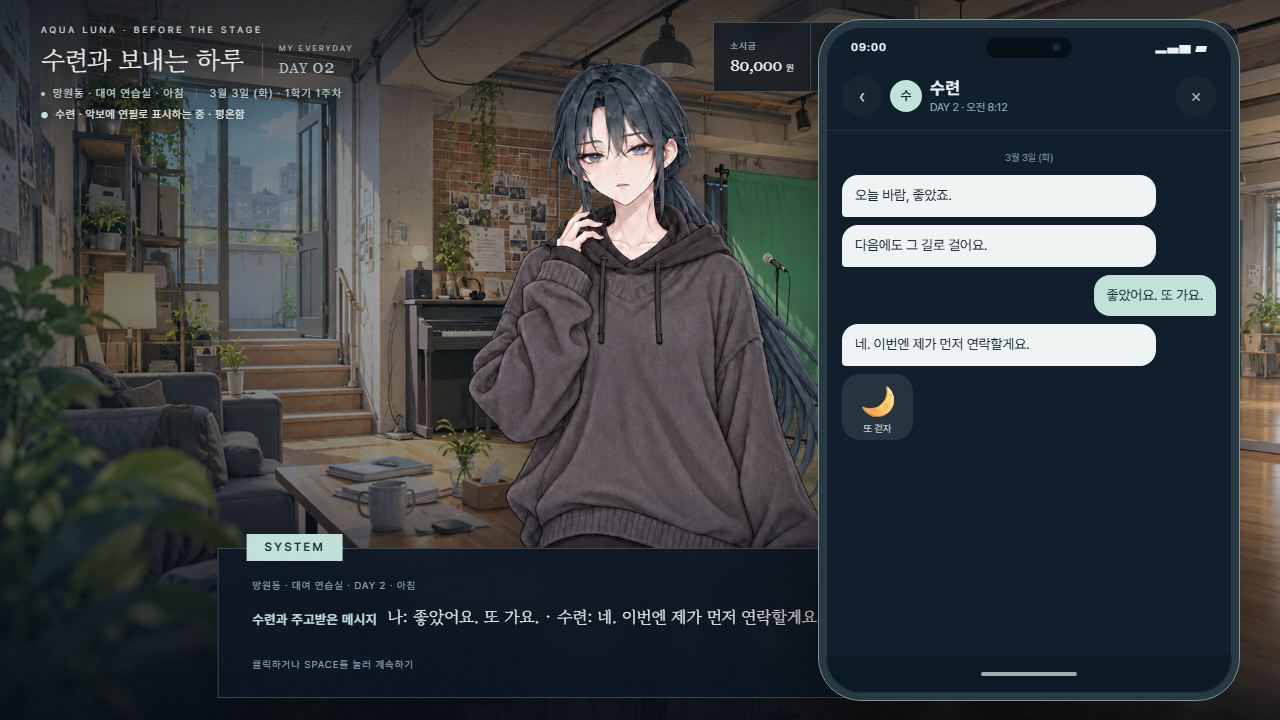 AQUA LUNA · BEFORE THE STAGE
수련과 보내는 하루
MY EVERYDAY
DAY 02
망원동 · 대여 연습실 · 아침
3월 3일 (화) · 1학기 1주차
수련 · 악보에 연필로 표시하는 중 · 평온함
소지금
80,000 원
09:00
수
수련
DAY 2 · 오전 8:12
3월 3일 (화)
오늘 바람, 좋았죠.
다음에도 그 길로 걸어요.
좋았어요. 또 가요.
네. 이번엔 제가 먼저 연락할게요.
또 걷자
SYSTEM
망원동 · 대여 연습실 · DAY 2 · 아침
수련과 주고받은 메시지 나: 좋았어요. 또 가요. · 수련: 네. 이번엔 제가 먼저 연락할게요
클릭하거나 SPACE를 눌러 계속하기